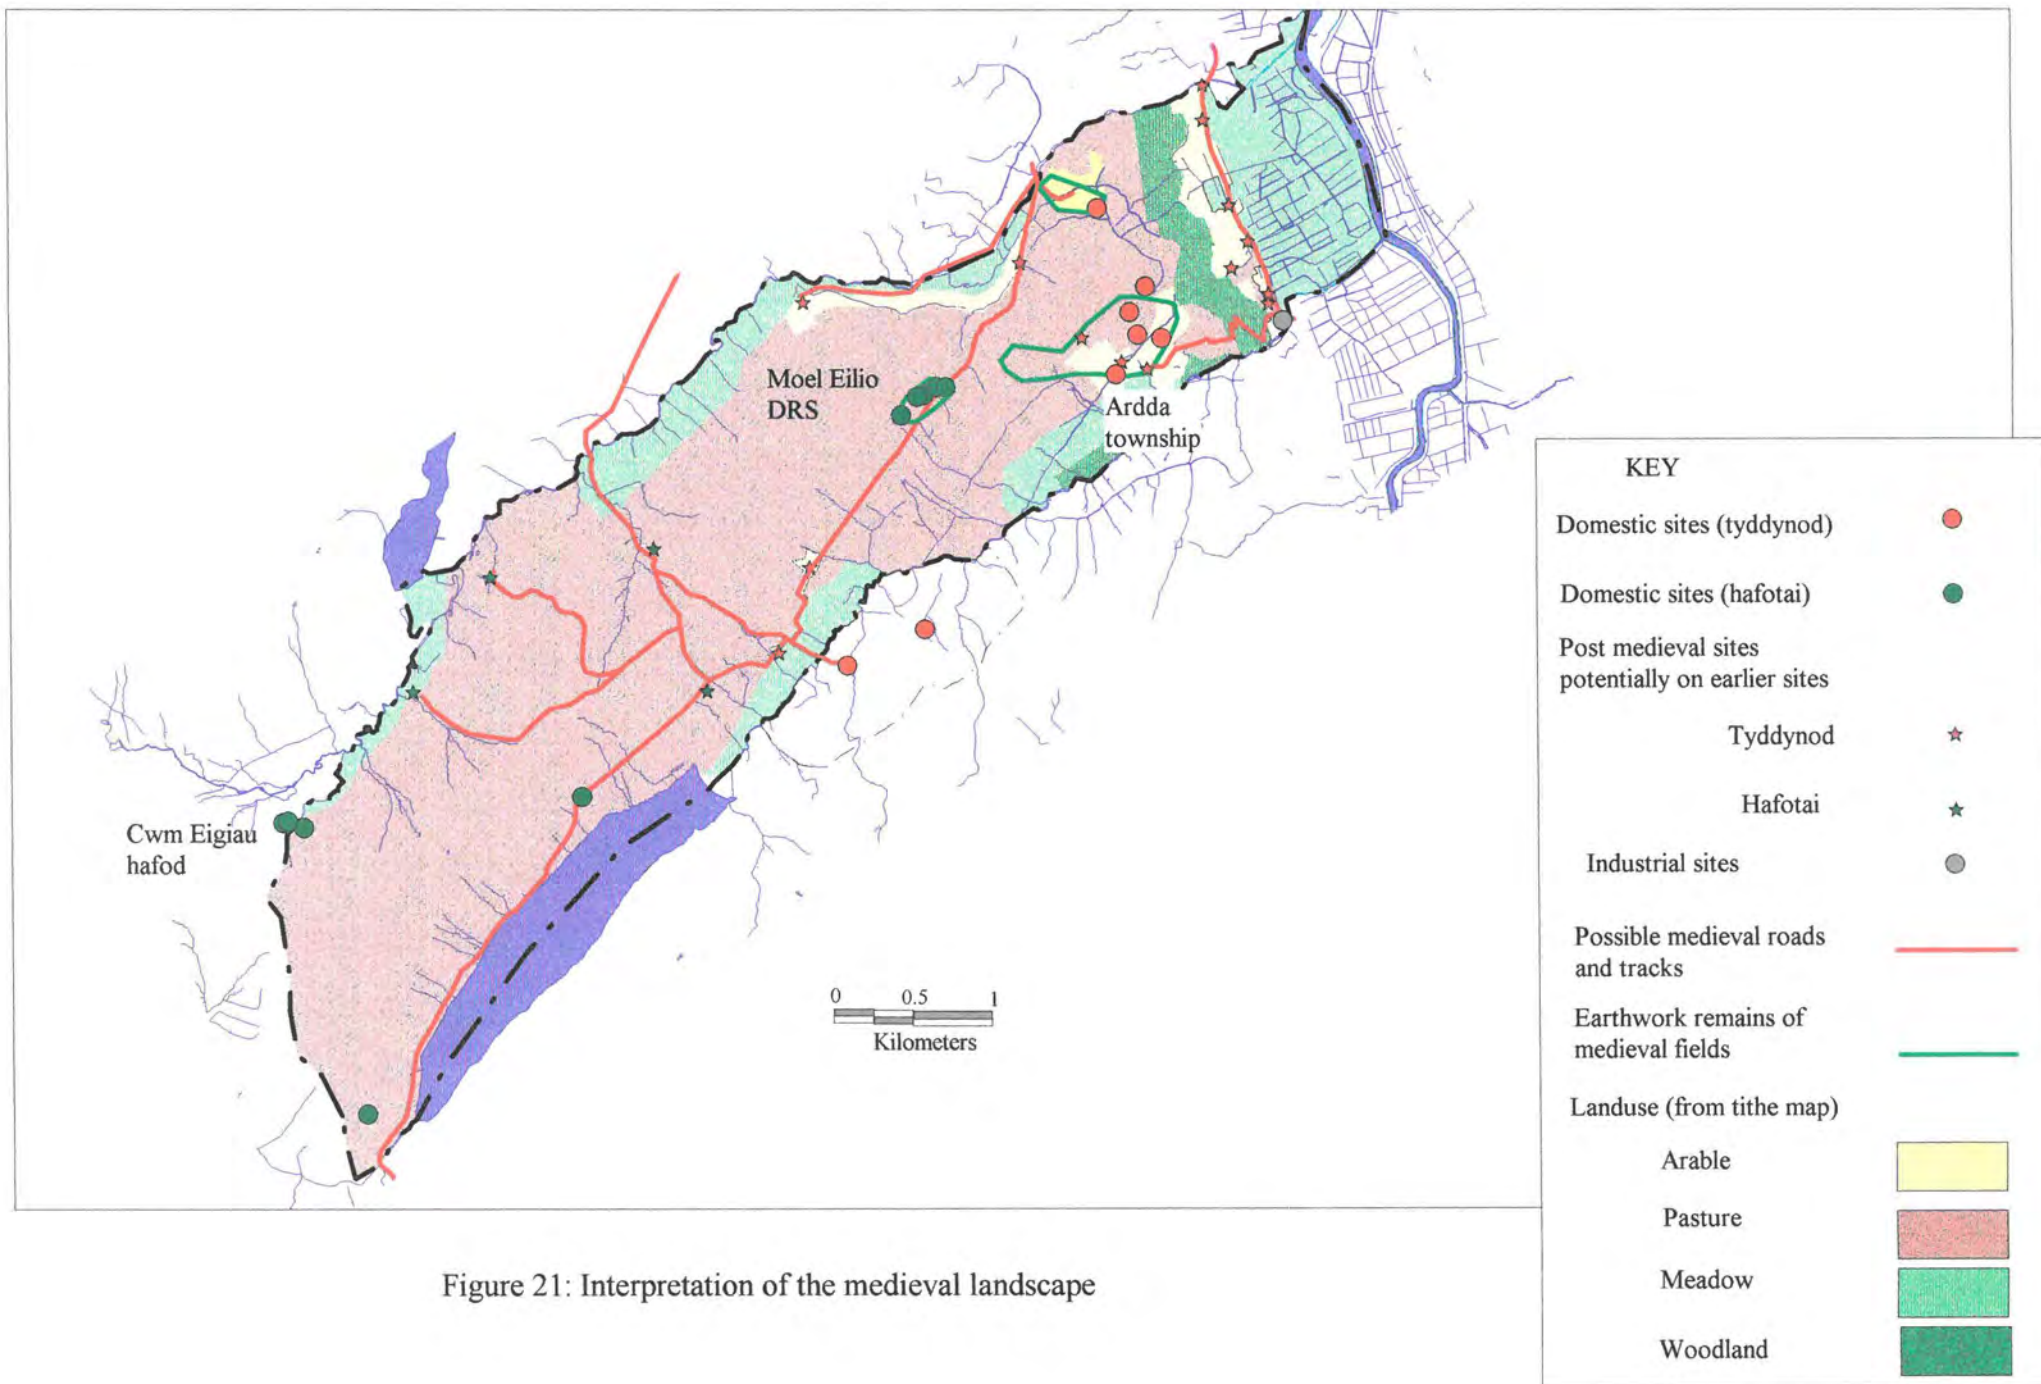 Moel Eilio
DRS
Ardda
township
Cwm Eigiau
hafod
0 0.5 1
Kilometers
KEY
Domestic sites (tyddynod)
Domestic sites (hafotai)
Post medieval sites
potentially on earlier sites
Tyddynod
Hafotai
Industrial sites
Possible medieval roads
and tracks
Earthwork remains of
medieval fields
Landuse (from tithe map)
Arable
Pasture
Meadow
Woodland
Figure 21: Interpretation of the medieval landscape